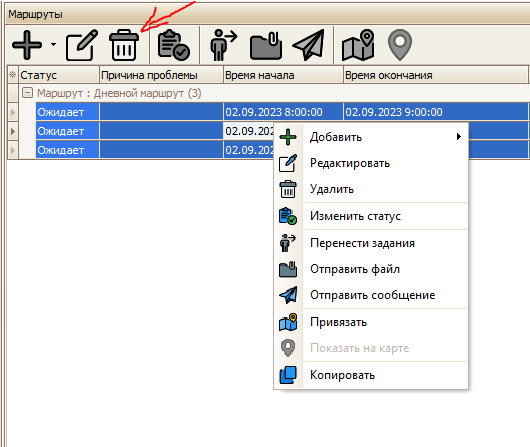 Маршруты
Статус Причина проблемы Время начала Время окончания
Маршрут : Дневной маршрут (3)
Ожидает 02.09.2023 8:00:00 02.09.2023 9:00:00
Ожидает 02.09.202
Ожидает 02.09.202
Добавить
Редактировать
Удалить
Изменить статус
Перенести задания
Отправить файл
Отправить сообщение
Привязать
Показать на карте
Копировать